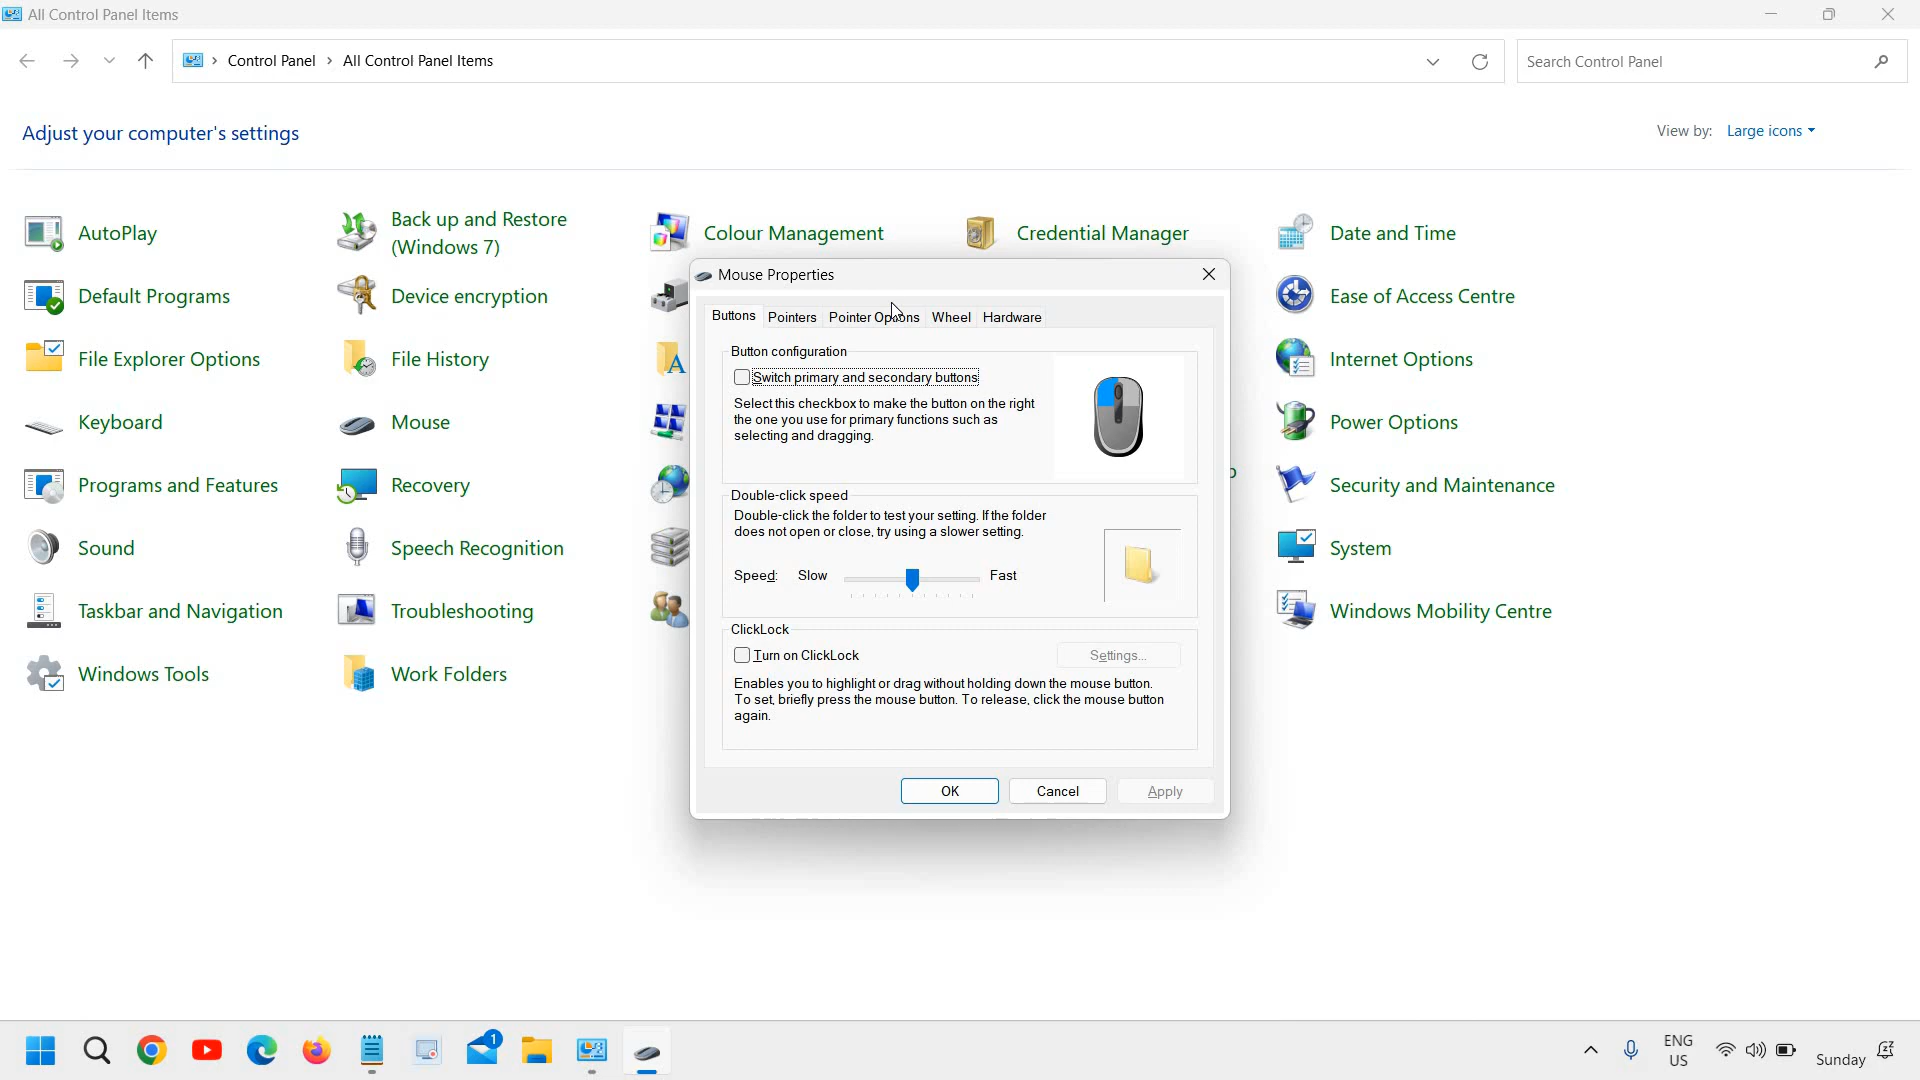 All Control Panel Items
Control Panel > All Control Panel Items
Search Control Panel
Adjust your computer's settings
View by: Large icons
AutoPlay
Back up and Restore
(Windows 7)
Colour Management
Credential Manager
Date and Time
Default Programs
Device encryption
Ease of Access Centre
File Explorer Options
File History
Internet Options
Keyboard
Mouse
Power Options
Programs and Features
Recovery
Security and Maintenance
Sound
Speech Recognition
System
Taskbar and Navigation
Troubleshooting
Windows Mobility Centre
Windows Tools
Work Folders
Mouse Properties
Buttons Pointers Pointer Options Wheel Hardware
Button configuration
Switch primary and secondary buttons
Select this checkbox to make the button on the right
the one you use for primary functions such as
selecting and dragging.
Double-click speed
Double-click the folder to test your setting. If the folder
does not open or close, try using a slower setting.
Speed: Slow Fast
ClickLock
Turn on ClickLock
Settings...
Enables you to highlight or drag without holding down the mouse button.
To set, briefly press the mouse button. To release, click the mouse button
again.
OK Cancel Apply
1
ENG
US
Sunday